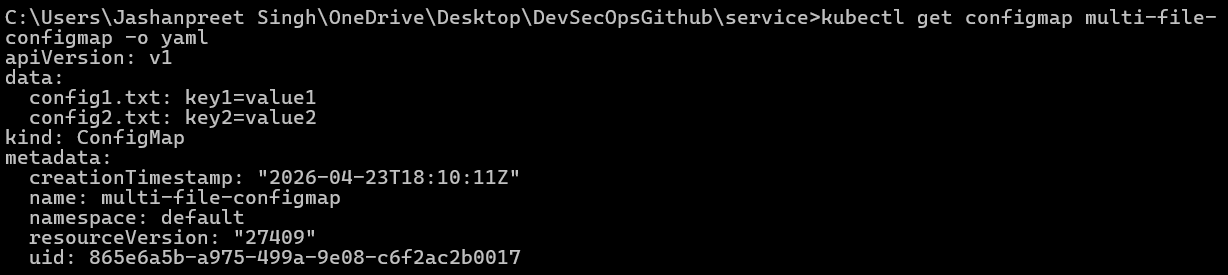 C:\Users\Jashanpreet Singh\OneDrive\Desktop\DevSecOpsGithub\service>kubectl get configmap multi-file-
configmap -o yaml
apiVersion: v1
data:
  config1.txt: key1=value1
  config2.txt: key2=value2
kind: ConfigMap
metadata:
  creationTimestamp: "2026-04-23T18:10:11Z"
  name: multi-file-configmap
  namespace: default
  resourceVersion: "27409"
  uid: 865e6a5b-a975-499a-9e08-c6f2ac2b0017